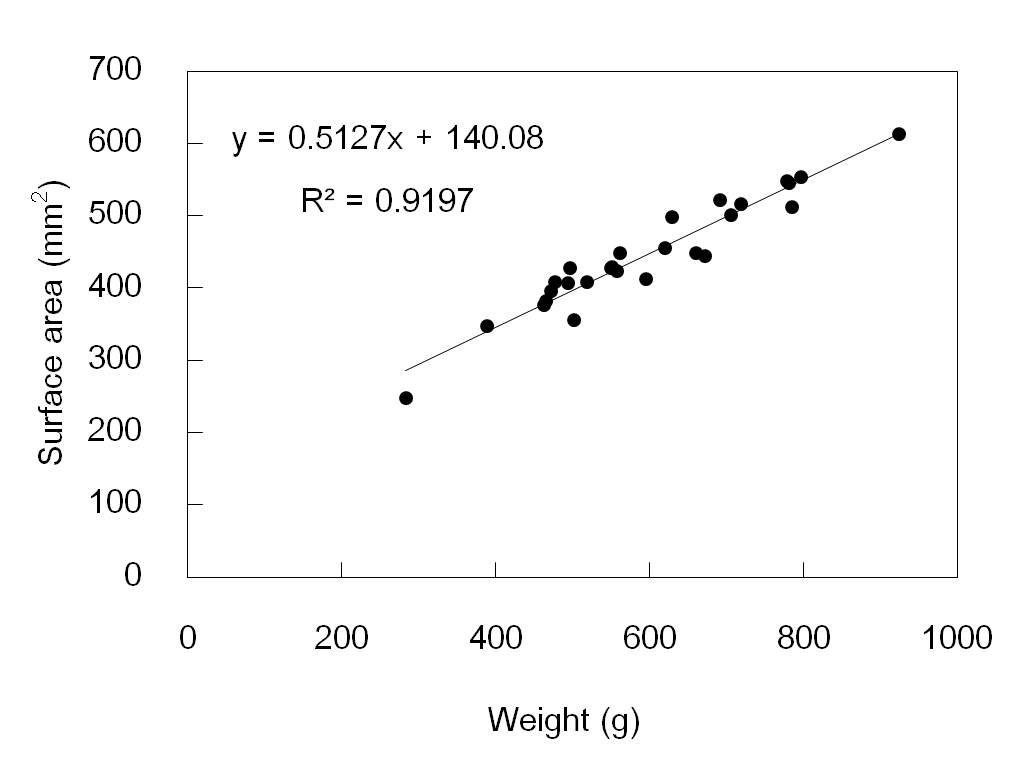 700
600
500
400
300
200
100
0
y = 0.5127x + 140.08
R² = 0.9197
Surface area (mm²)
0 200 400 600 800 1000
Weight (g)